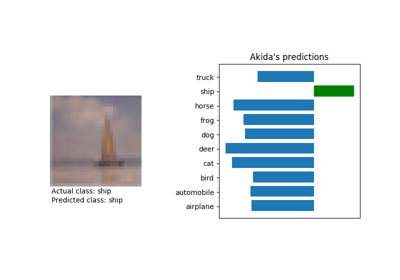 Akida's predictions
truck
ship
horse
frog
dog
deer
cat
bird
automobile
airplane
Actual class: ship
Predicted class: ship